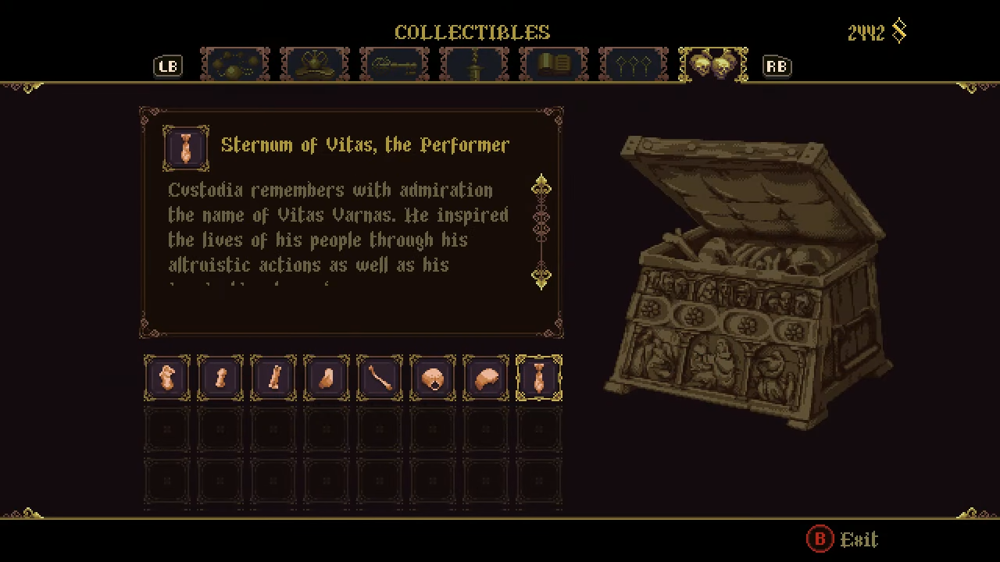 COLLECTIBLES
2442
LB
RB
Sternum of Vitas, the Performer
Cvstodia remembers with admiration
the name of Vitas Varnas. He inspired
the lives of his people through his
altruistic actions as well as his
B Exit